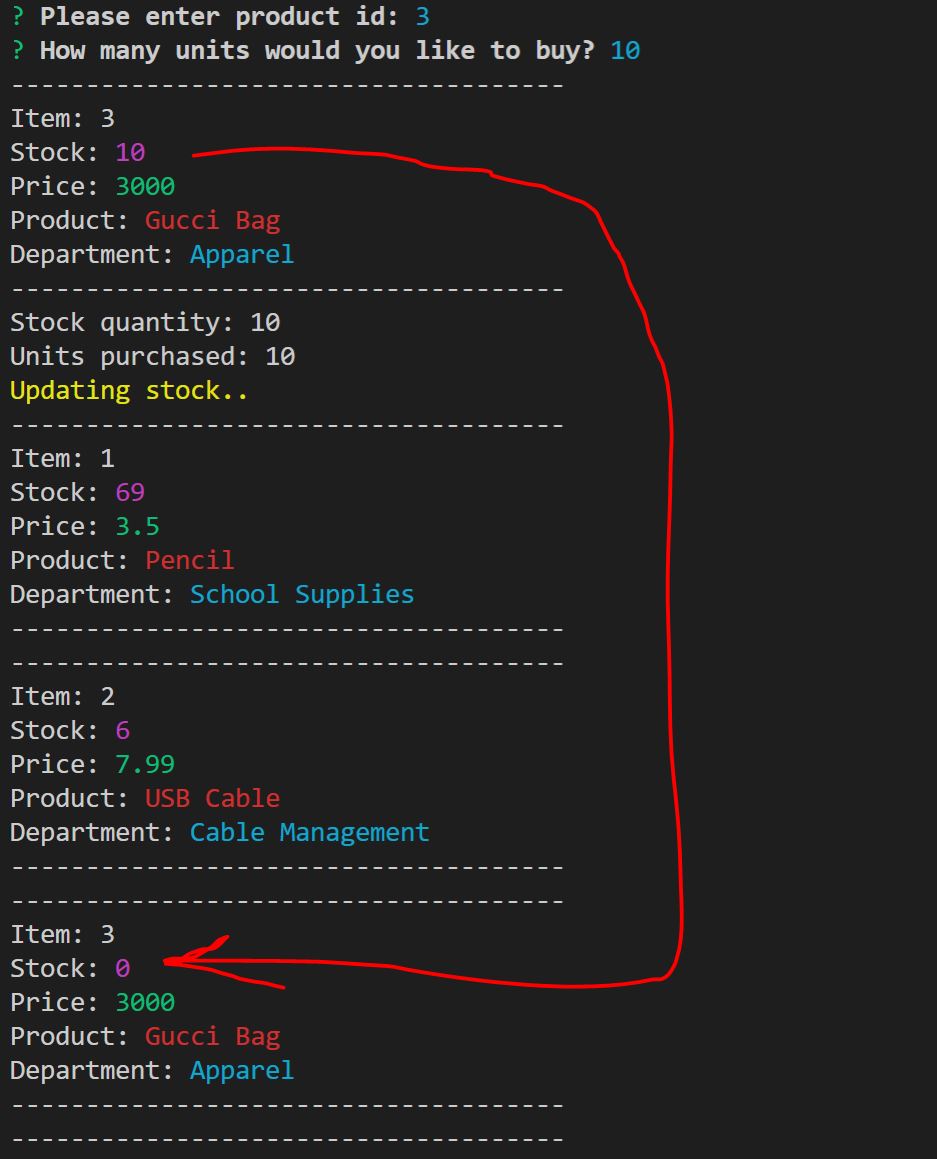 ? Please enter product id: 3
? How many units would you like to buy? 10
-------------------------------------
Item: 3
Stock: 10
Price: 3000
Product: Gucci Bag
Department: Apparel
-------------------------------------
Stock quantity: 10
Units purchased: 10
Updating stock..
-------------------------------------
Item: 1
Stock: 69
Price: 3.5
Product: Pencil
Department: School Supplies
-------------------------------------
-------------------------------------
Item: 2
Stock: 6
Price: 7.99
Product: USB Cable
Department: Cable Management
-------------------------------------
-------------------------------------
Item: 3
Stock: 0
Price: 3000
Product: Gucci Bag
Department: Apparel
-------------------------------------
-------------------------------------